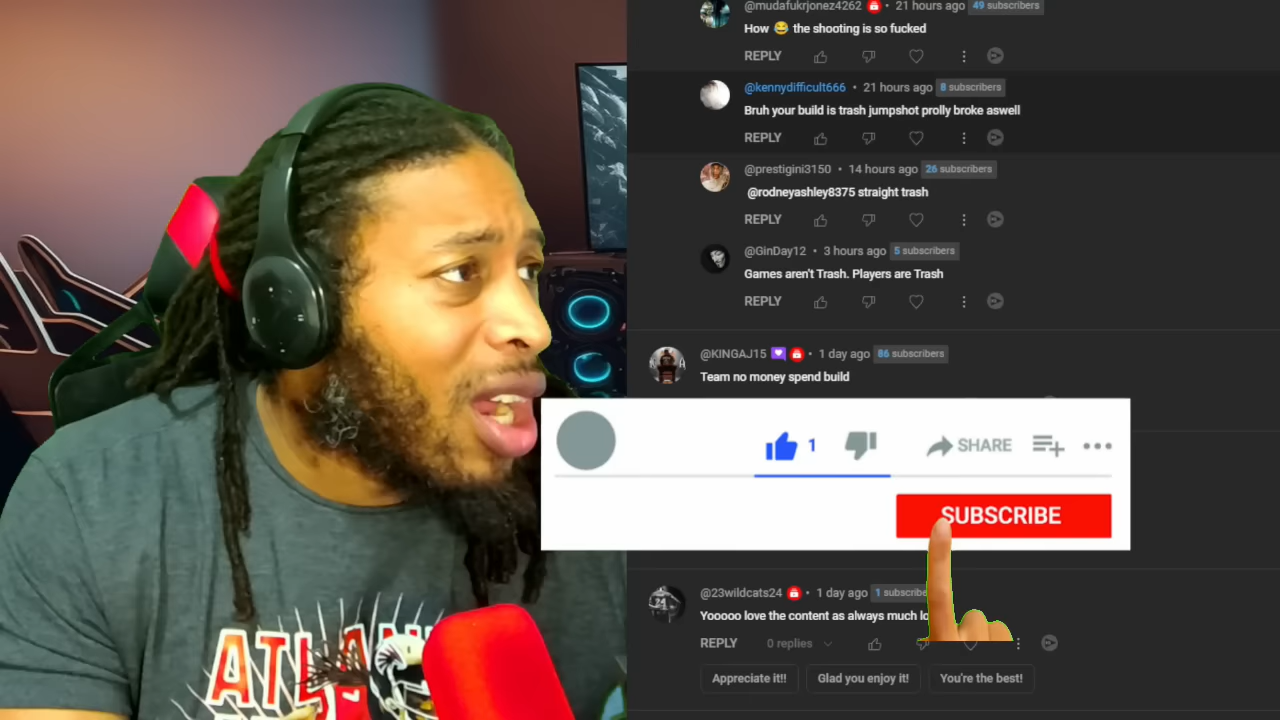 @mudafukrjonez4262 • 21 hours ago 49 subscribers
How 😂 the shooting is so fucked
REPLY
@kennydifficult666 • 21 hours ago 8 subscribers
Bruh your build is trash jumpshot prolly broke aswell
REPLY
@prestigini3150 • 14 hours ago 26 subscribers
@rodneyashley8375 straight trash
REPLY
@GinDay12 • 3 hours ago 5 subscribers
Games aren't Trash. Players are Trash
REPLY
@KINGAJ15 • 1 day ago 86 subscribers
Team no money spend build
1 SHARE
SUBSCRIBE
@23wildcats24 • 1 day ago 1 subscribe
Yooooo love the content as always much lo
REPLY 0 replies
Appreciate it!! Glad you enjoy it! You're the best!